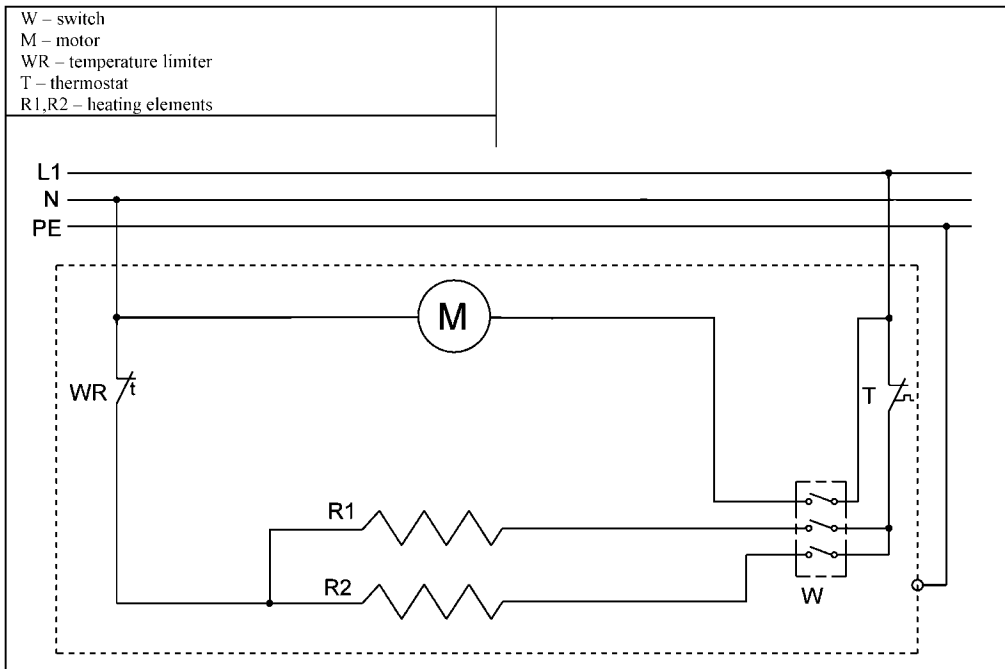 W – switch
M – motor
WR – temperature limiter
T – thermostat
R1,R2 – heating elements
L1
N
PE
M
WR
t
T
R1
R2
W